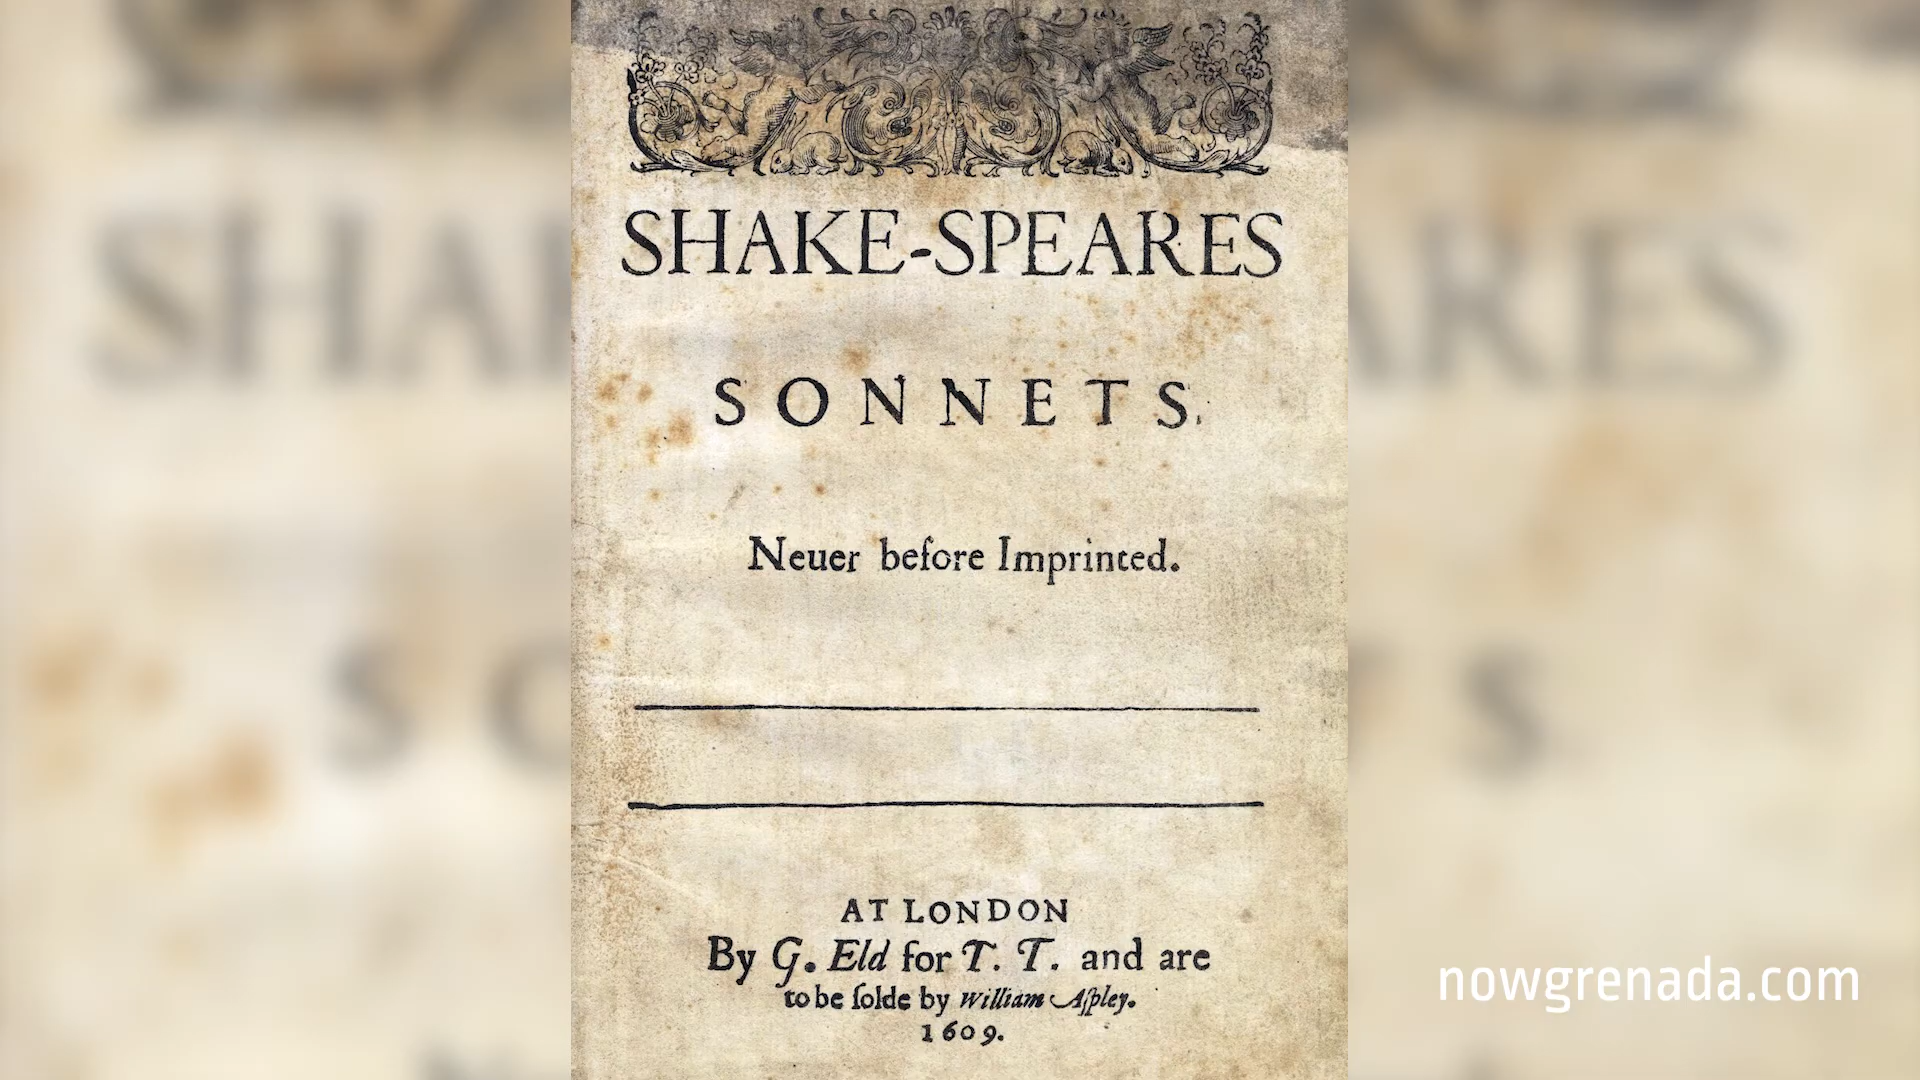 SHAKE-SPEARES
SONNETS.
Neuer before Imprinted.
AT LONDON
By G. Eld for T. T. and are
to be ſolde by William Aſpley.
1609.
nowgrenada.com